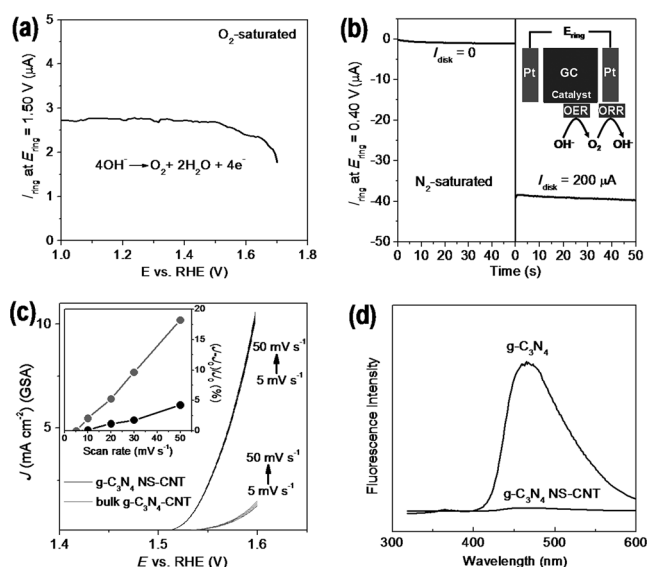 (a)
O₂-saturated
4OH⁻→O₂+ 2H₂O + 4e⁻
I_ring at E_ring = 1.50 V (μA)
5
4
3
2
1
0
1.0 1.2 1.4 1.6 1.8
E vs. RHE (V)
(b)
I_disk = 0
N₂-saturated
I_disk = 200 μA
E_ring
Pt
GC
Pt
Catalyst
OER
ORR
OH⁻ O₂ OH⁻
I_ring at E_ring = 0.40 V (μA)
0
-10
-20
-30
-40
-50
0 10 20 30 40 50 0 10 20 30 40 50
Time (s) Time (s)
(c)
J (mA cm⁻²) (GSA)
10
5
1.4 1.5 1.6
E vs. RHE (V)
20
16
12
8
4
0
0 10 20 30 40 50
Scan rate (mV s⁻¹)
50 mV s⁻¹
5 mV s⁻¹
50 mV s⁻¹
5 mV s⁻¹
g-C₃N₄ NS-CNT
bulk g-C₃N₄-CNT
(d)
g-C₃N₄
g-C₃N₄ NS-CNT
Fluorescence Intensity
300 400 500 600
Wavelength (nm)